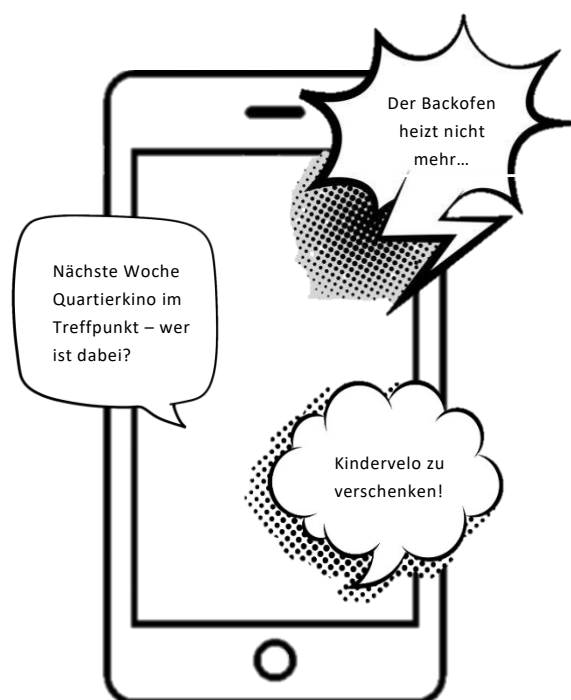 Der Backofen
heizt nicht
mehr…
Nächste Woche
Quartierkino im
Treffpunkt – wer
ist dabei?
Kindervelo zu
verschenken!